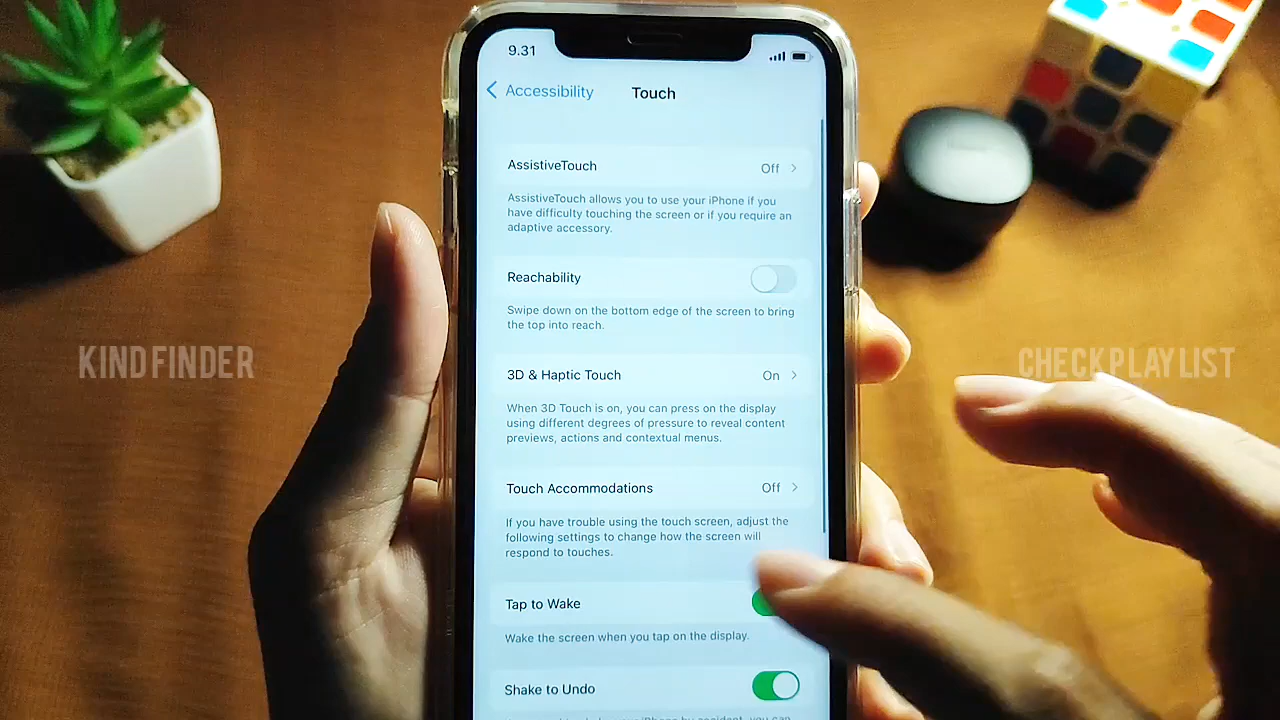 9.31
Accessibility
Touch
AssistiveTouch
Off
AssistiveTouch allows you to use your iPhone if you
have difficulty touching the screen or if you require an
adaptive accessory.
Reachability
Swipe down on the bottom edge of the screen to bring
the top into reach.
3D & Haptic Touch
On
When 3D Touch is on, you can press on the display
using different degrees of pressure to reveal content
previews, actions and contextual menus.
Touch Accommodations
Off
If you have trouble using the touch screen, adjust the
following settings to change how the screen will
respond to touches.
Tap to Wake
Wake the screen when you tap on the display.
Shake to Undo
KINDFINDER
CHECK PLAYLIST